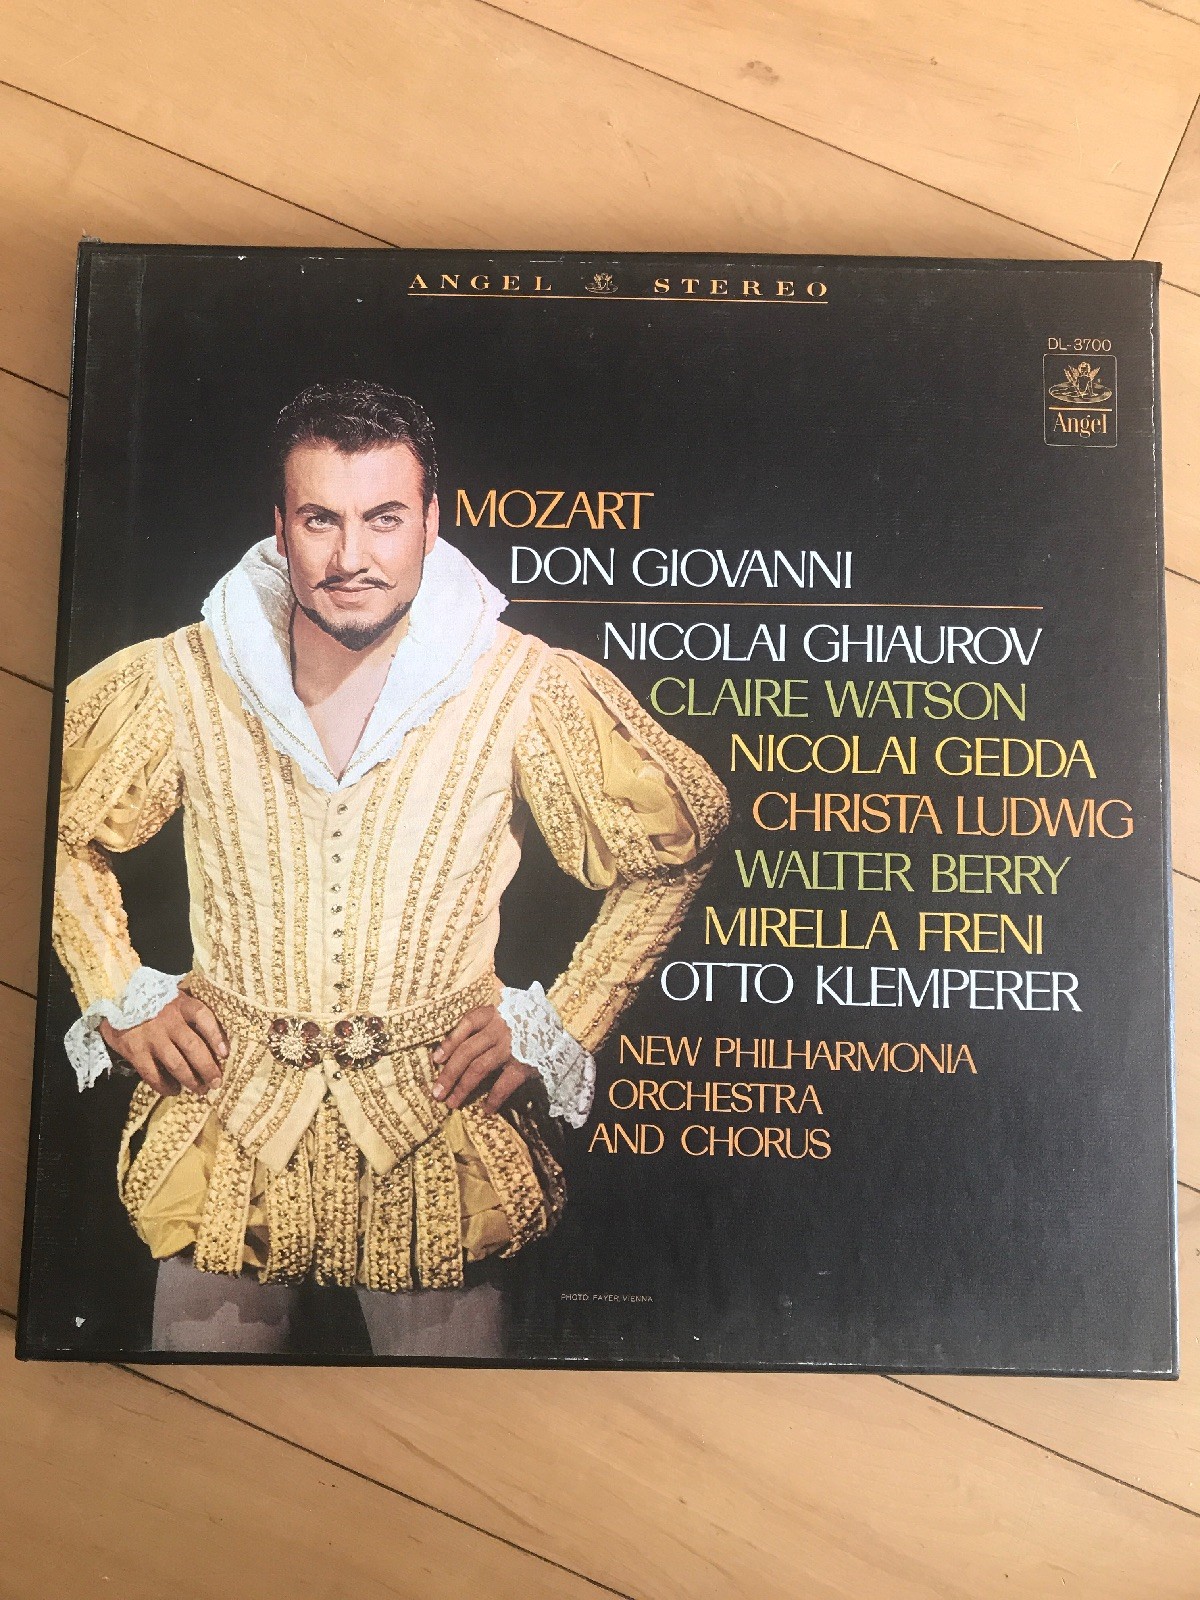 ANGEL STEREO
DL-3700
Angel
MOZART
DON GIOVANNI
NICOLAI GHIAUROV
CLAIRE WATSON
NICOLAI GEDDA
CHRISTA LUDWIG
WALTER BERRY
MIRELLA FRENI
OTTO KLEMPERER
NEW PHILHARMONIA
ORCHESTRA
AND CHORUS
PHOTO FAYER, VIENNA